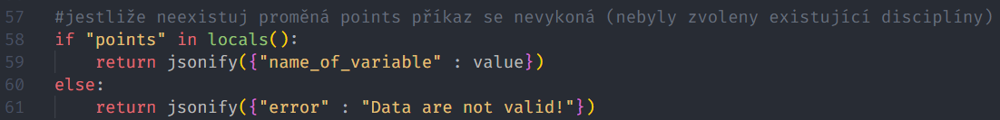 57 #jestliže neexistuj proměná points příkaz se nevykoná (nebyly zvoleny existující disciplíny)
58 if "points" in locals():
59 return jsonify({"name_of_variable" : value})
60 else:
61 return jsonify({"error" : "Data are not valid!"})